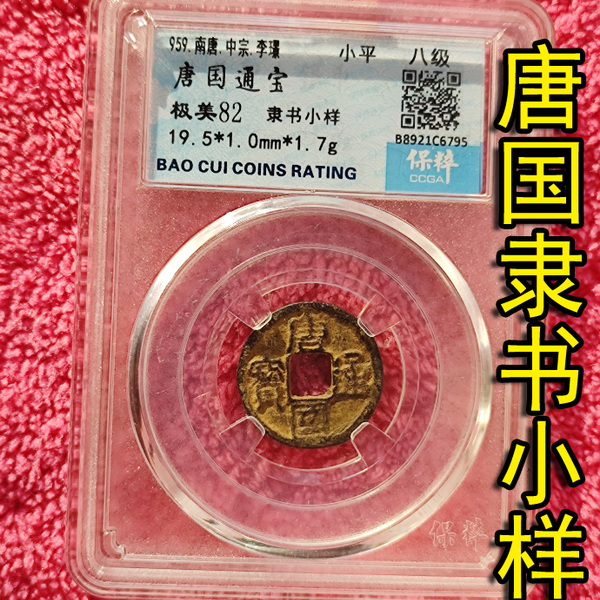 959.南唐.中宗.李璟 小平 八级
唐国通宝
极美82 隶书小样
19.5*1.0mm*1.7g
B8921C6795
BAO CUI COINS RATING
保粹
CCGA
唐國通寳
保粹
唐国隶书小样